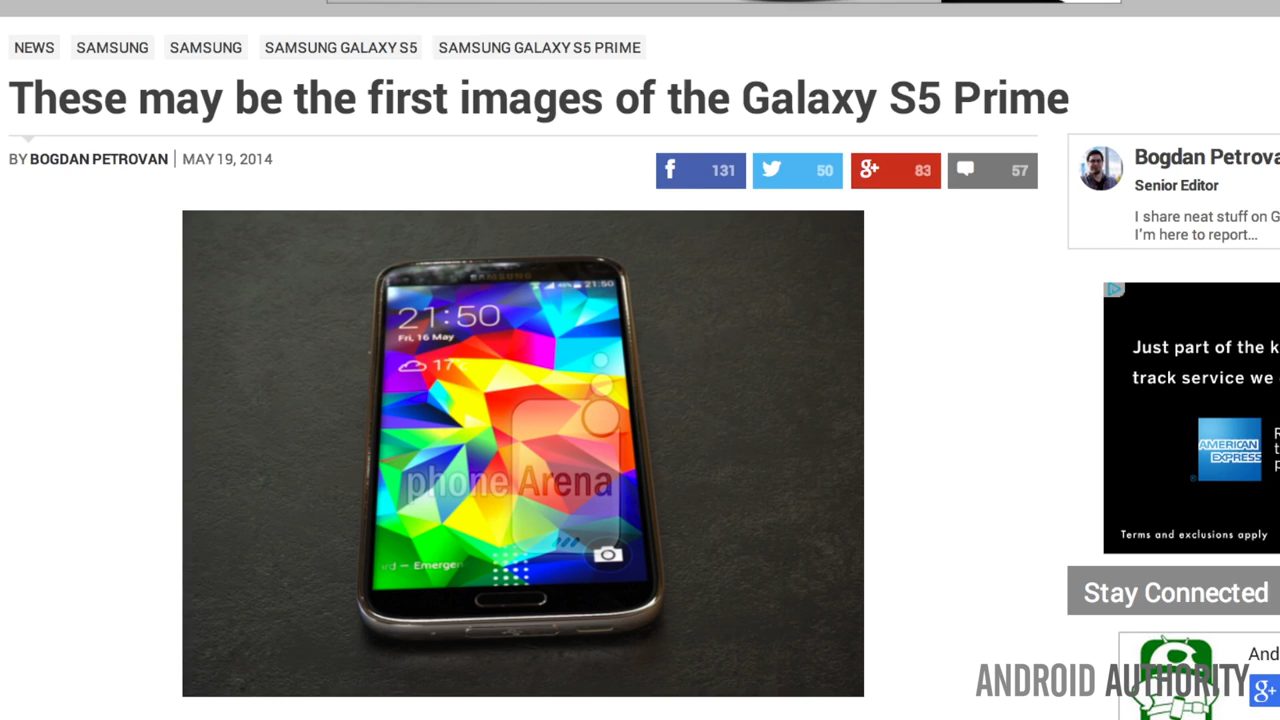 NEWS SAMSUNG SAMSUNG SAMSUNG GALAXY S5 SAMSUNG GALAXY S5 PRIME
These may be the first images of the Galaxy S5 Prime
BY BOGDAN PETROVAN | MAY 19, 2014
131 50 g+ 83 57
SAMSUNG
48% 21:50
21:50
Fri, 16 May
17°
phoneArena
ard — Emergen
Bogdan Petrova
Senior Editor
I share neat stuff on G
I'm here to report...
Just part of the k
track service we
AMERICAN
EXPRESS
R
t
F
Terms and exclusions apply
Stay Connected
And
g+
ANDROID AUTHORITY